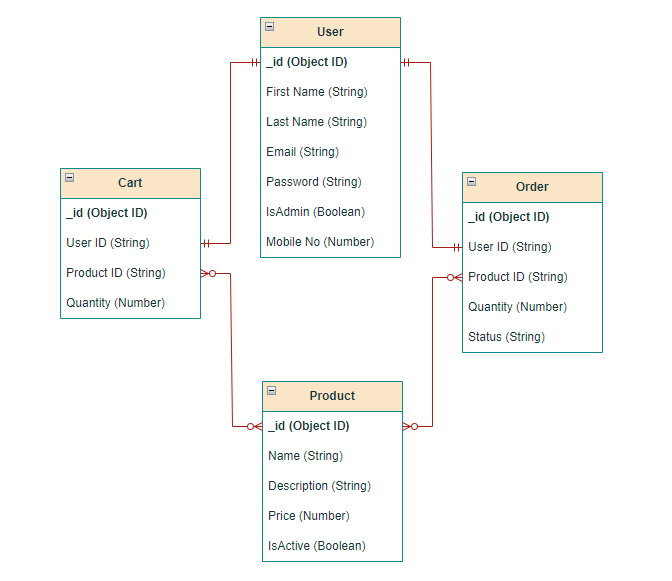 User
_id (Object ID)
First Name (String)
Last Name (String)
Email (String)
Password (String)
IsAdmin (Boolean)
Mobile No (Number)
Cart
_id (Object ID)
User ID (String)
Product ID (String)
Quantity (Number)
Order
_id (Object ID)
User ID (String)
Product ID (String)
Quantity (Number)
Status (String)
Product
_id (Object ID)
Name (String)
Description (String)
Price (Number)
IsActive (Boolean)